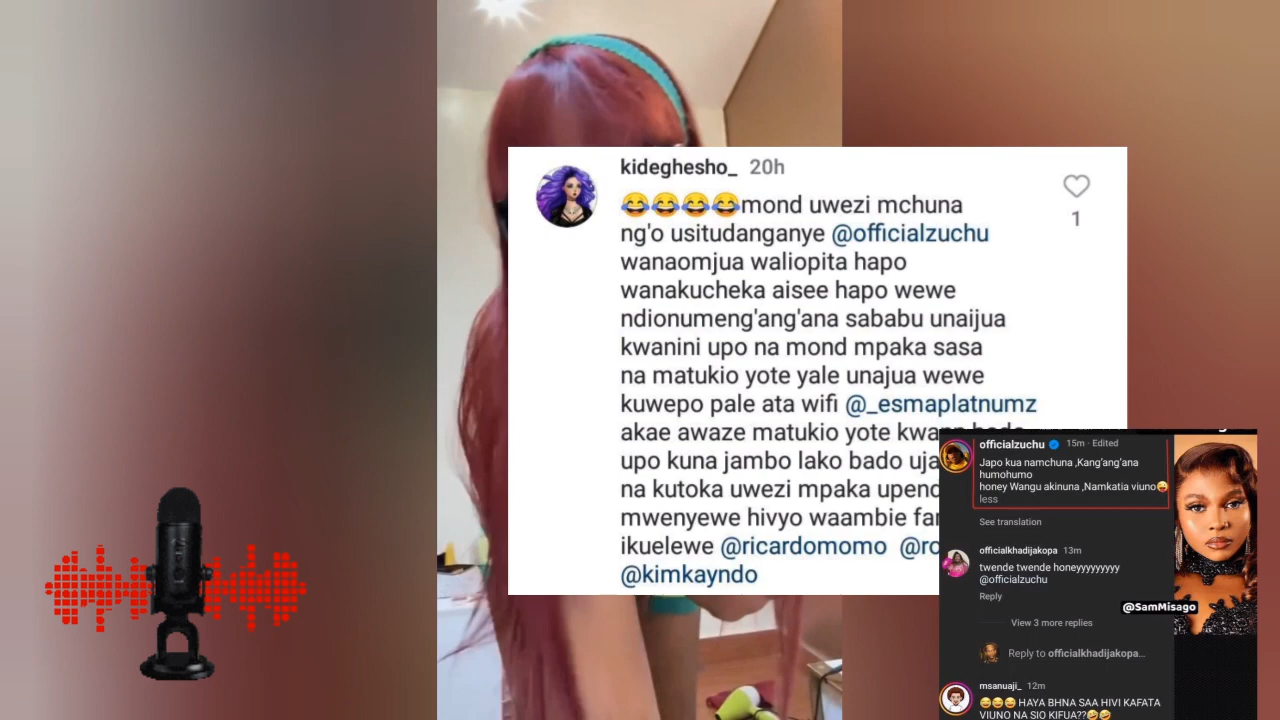 kideghesho_ 20h
😂😂😂😂mond uwezi mchuna
ng'o usitudanganye @officialzuchu
wanaomjua waliopita hapo
wanakucheka aisee hapo wewe
ndionumeng'ang'ana sababu unaijua
kwanini upo na mond mpaka sasa
na matukio yote yale unajua wewe
kuwepo pale ata wifi @_esmaplatnumz
akae awaze matukio yote
upo kuna jambo lako bado
na kutoka uwezi mpaka
mwenyewe hivyo waambie
ikuelewe @ricardomomo
@kimkayndo
1
officialzuchu 15m · Edited
Japo kua namchuna ,Kang'ang'ana
humohumo
honey Wangu akinuna ,Namkatia viuno😜
less
See translation
officialkhadijakopa 13m
twende twende honeyyyyyyyyy
@officialzuchu
Reply
View 3 more replies
Reply to officialkhadijakopa...
msanuaji_ 12m
😂😂😂 HAYA BHNA SAA HIVI KAFATA
VIUNO NA SIO KIFUA??🤣🤣
@SamMisago